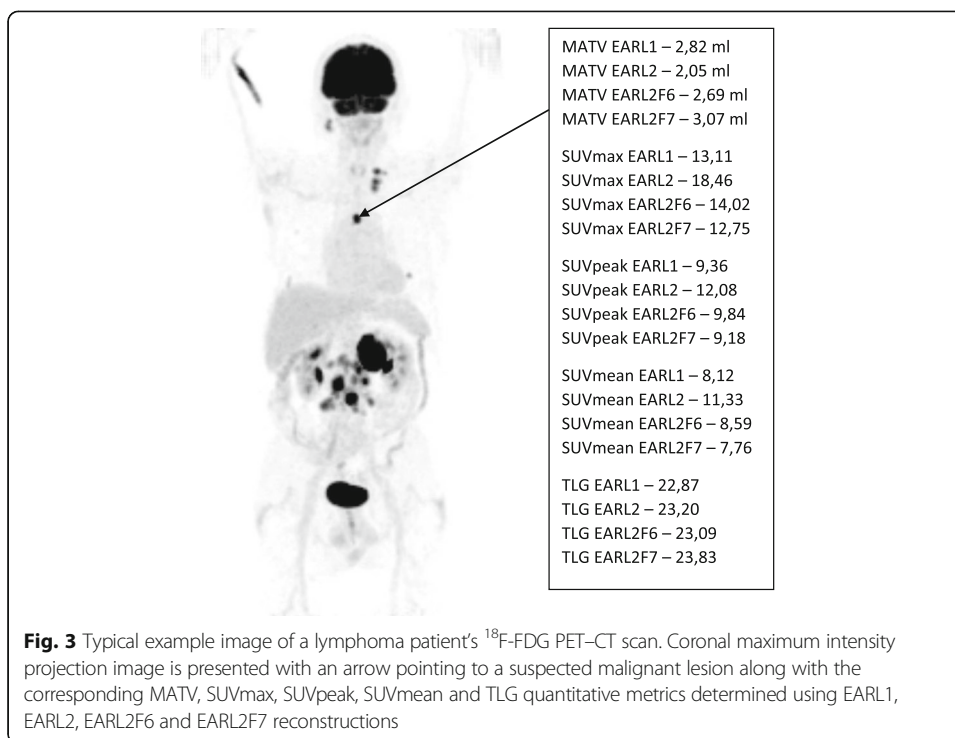 MATV EARL1 – 2,82 ml
MATV EARL2 – 2,05 ml
MATV EARL2F6 – 2,69 ml
MATV EARL2F7 – 3,07 ml
SUVmax EARL1 – 13,11
SUVmax EARL2 – 18,46
SUVmax EARL2F6 – 14,02
SUVmax EARL2F7 – 12,75
SUVpeak EARL1 – 9,36
SUVpeak EARL2 – 12,08
SUVpeak EARL2F6 – 9,84
SUVpeak EARL2F7 – 9,18
SUVmean EARL1 – 8,12
SUVmean EARL2 – 11,33
SUVmean EARL2F6 – 8,59
SUVmean EARL2F7 – 7,76
TLG EARL1 – 22,87
TLG EARL2 – 23,20
TLG EARL2F6 – 23,09
TLG EARL2F7 – 23,83
Fig. 3 Typical example image of a lymphoma patient's ¹⁸F-FDG PET–CT scan. Coronal maximum intensity
projection image is presented with an arrow pointing to a suspected malignant lesion along with the
corresponding MATV, SUVmax, SUVpeak, SUVmean and TLG quantitative metrics determined using EARL1,
EARL2, EARL2F6 and EARL2F7 reconstructions